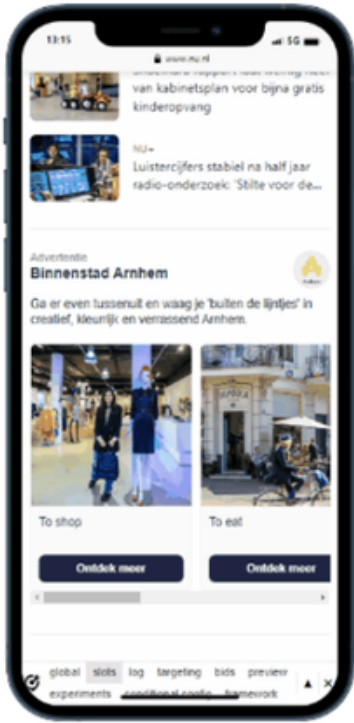 13:15
5G
www.nu.nl
van kabinetsplan voor bijna gratis
kinderopvang
NU+
Luistercijfers stabiel na half jaar
radio-onderzoek: 'Stilte voor de...
Advertentie
Binnenstad Arnhem
Ga er even tussenuit en waag je 'buiten de lijntjes' in
creatief, kleurrijk en verrassend Arnhem.
To shop
To eat
Ontdek meer
Ontdek meer
global slots log targeting bids preview
experiments conditional config framework